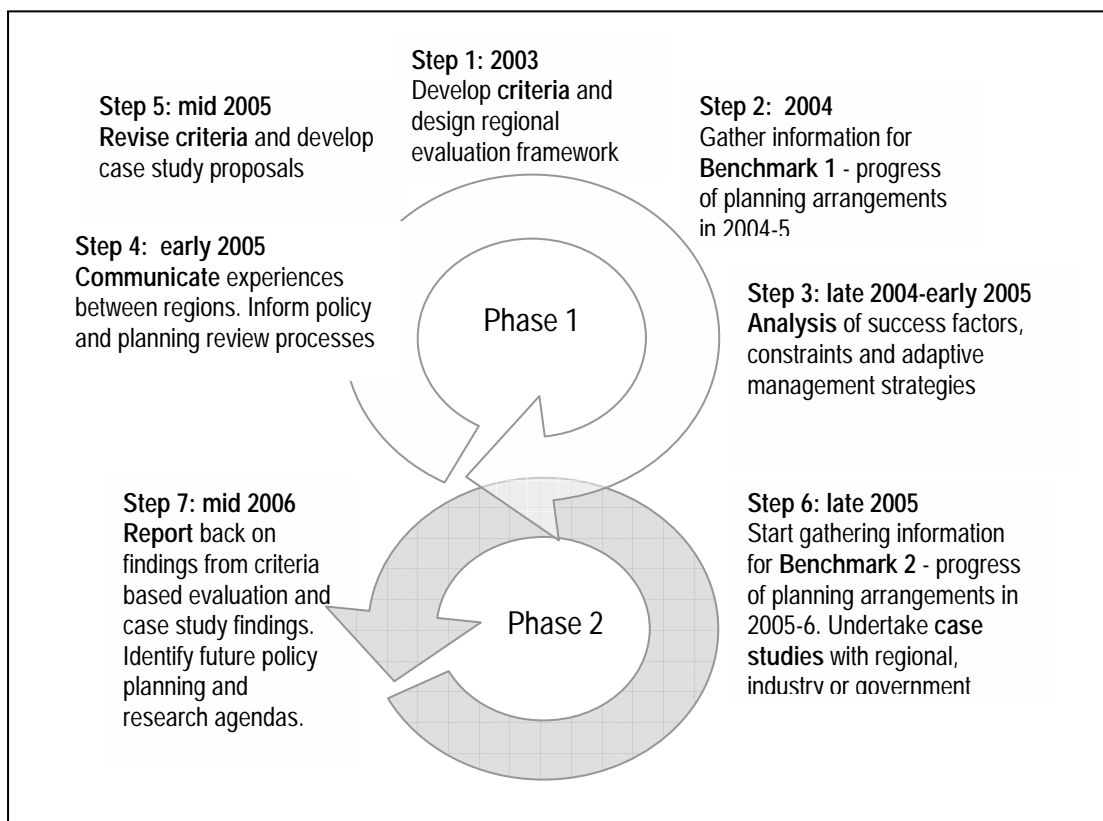 Step 1: 2003
Develop criteria and
design regional
evaluation framework
Step 2: 2004
Gather information for
Benchmark 1 - progress
of planning arrangements
in 2004-5
Step 3: late 2004-early 2005
Analysis of success factors,
constraints and adaptive
management strategies
Step 4: early 2005
Communicate experiences
between regions. Inform policy
and planning review processes
Step 5: mid 2005
Revise criteria and develop
case study proposals
Phase 1
Step 6: late 2005
Start gathering information
for Benchmark 2 - progress
of planning arrangements in
2005-6. Undertake case
studies with regional,
industry or government
Step 7: mid 2006
Report back on
findings from criteria
based evaluation and
case study findings.
Identify future policy
planning and
research agendas.
Phase 2